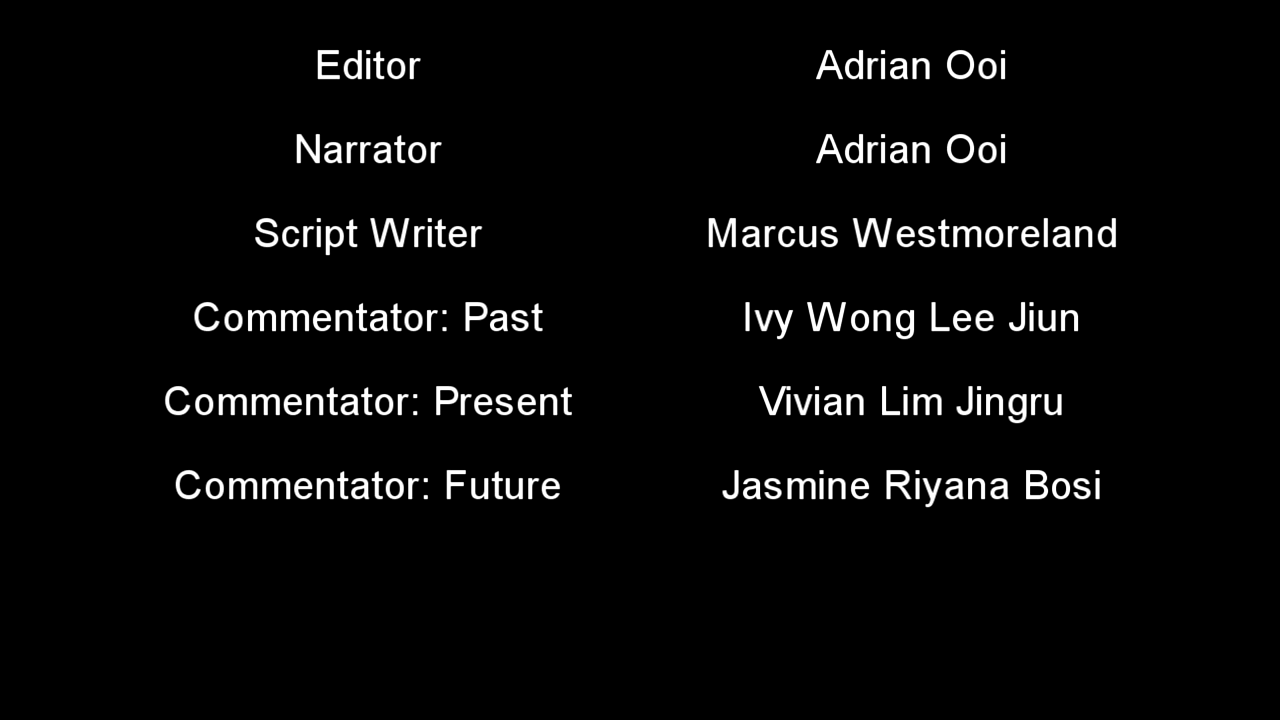 Editor Adrian Ooi
Narrator Adrian Ooi
Script Writer Marcus Westmoreland
Commentator: Past Ivy Wong Lee Jiun
Commentator: Present Vivian Lim Jingru
Commentator: Future Jasmine Riyana Bosi